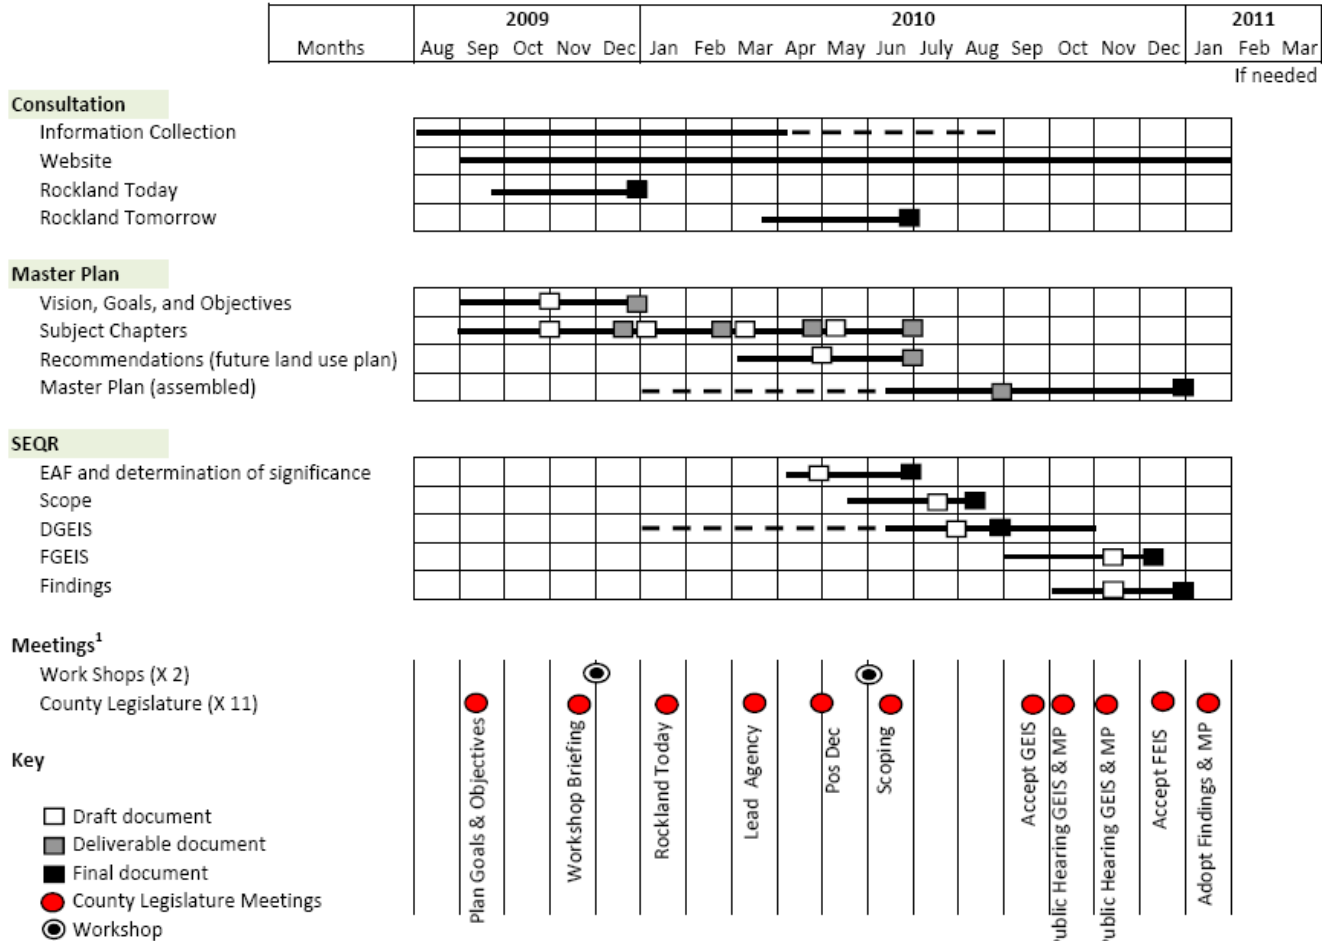 2009 2010 2011
Months Aug Sep Oct Nov Dec Jan Feb Mar Apr May Jun July Aug Sep Oct Nov Dec Jan Feb Mar
If needed
Consultation
Information Collection
Website
Rockland Today
Rockland Tomorrow
Master Plan
Vision, Goals, and Objectives
Subject Chapters
Recommendations (future land use plan)
Master Plan (assembled)
SEQR
EAF and determination of significance
Scope
DGEIS
FGEIS
Findings
Meetings1
Work Shops (X 2)
County Legislature (X 11)
Plan Goals & Objectives
Workshop Briefing
Rockland Today
Lead Agency
Pos Dec
Scoping
Accept GEIS
Public Hearing GEIS & MP
Public Hearing GEIS & MP
Accept FEIS
Adopt Findings & MP
Key
Draft document
Deliverable document
Final document
County Legislature Meetings
Workshop